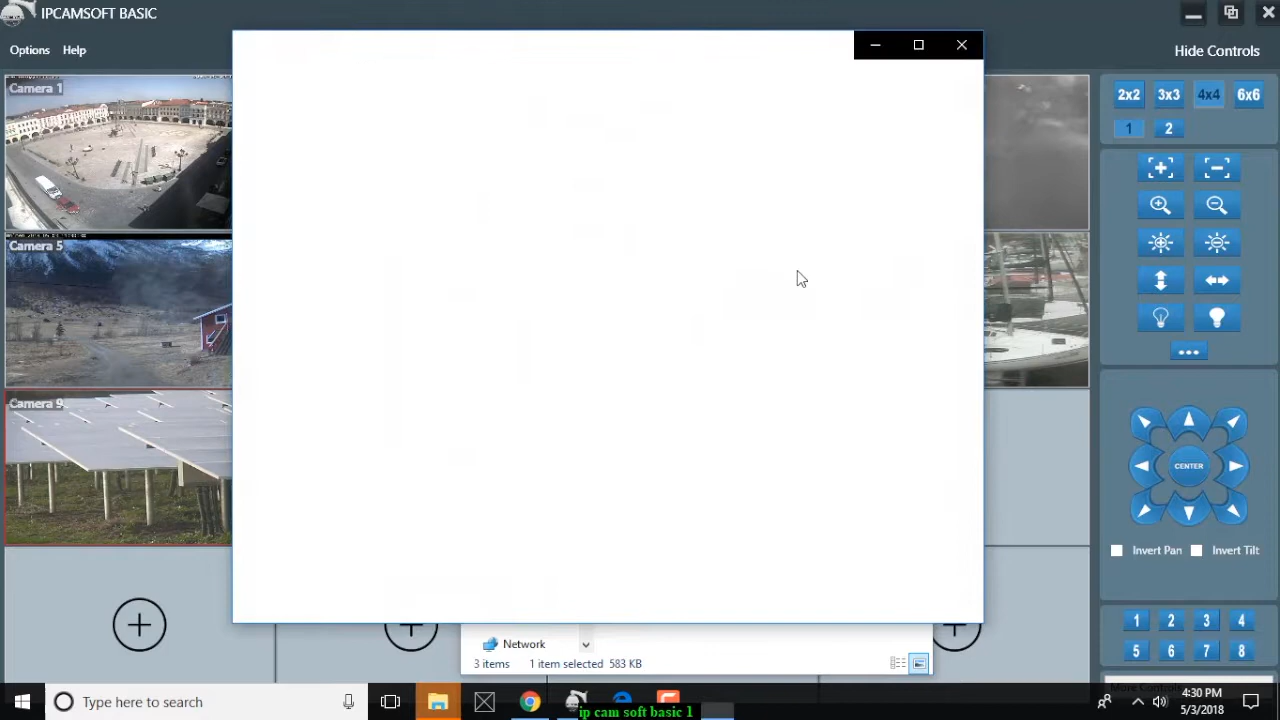 IPCAMSOFT BASIC
Options Help
Hide Controls
Camera 1
2x2 3x3 4x4 6x6
1 2
Camera 5
Camera 9
CENTER
Invert Pan Invert Tilt
1 2 3 4
5 6 7 8
Network
3 items 1 item selected 583 KB
More Controls
Type here to search
4:30 PM
5/3/2018
ip cam soft basic 1